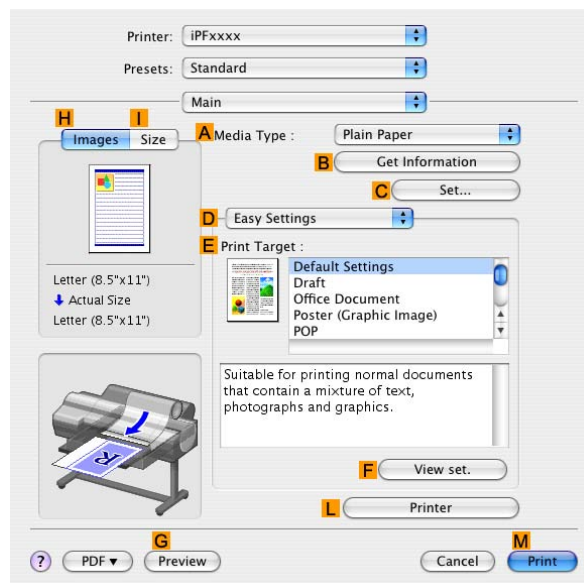 Printer: iPFxxxx
Presets: Standard
Main
H I
Images Size
A Media Type : Plain Paper
B Get Information
C Set...
D Easy Settings
E Print Target :
Default Settings
Draft
Office Document
Poster (Graphic Image)
POP
Letter (8.5"x11")
Actual Size
Letter (8.5"x11")
Suitable for printing normal documents
that contain a mixture of text,
photographs and graphics.
R
F View set.
L Printer
G M
? PDF▼ Preview Cancel Print